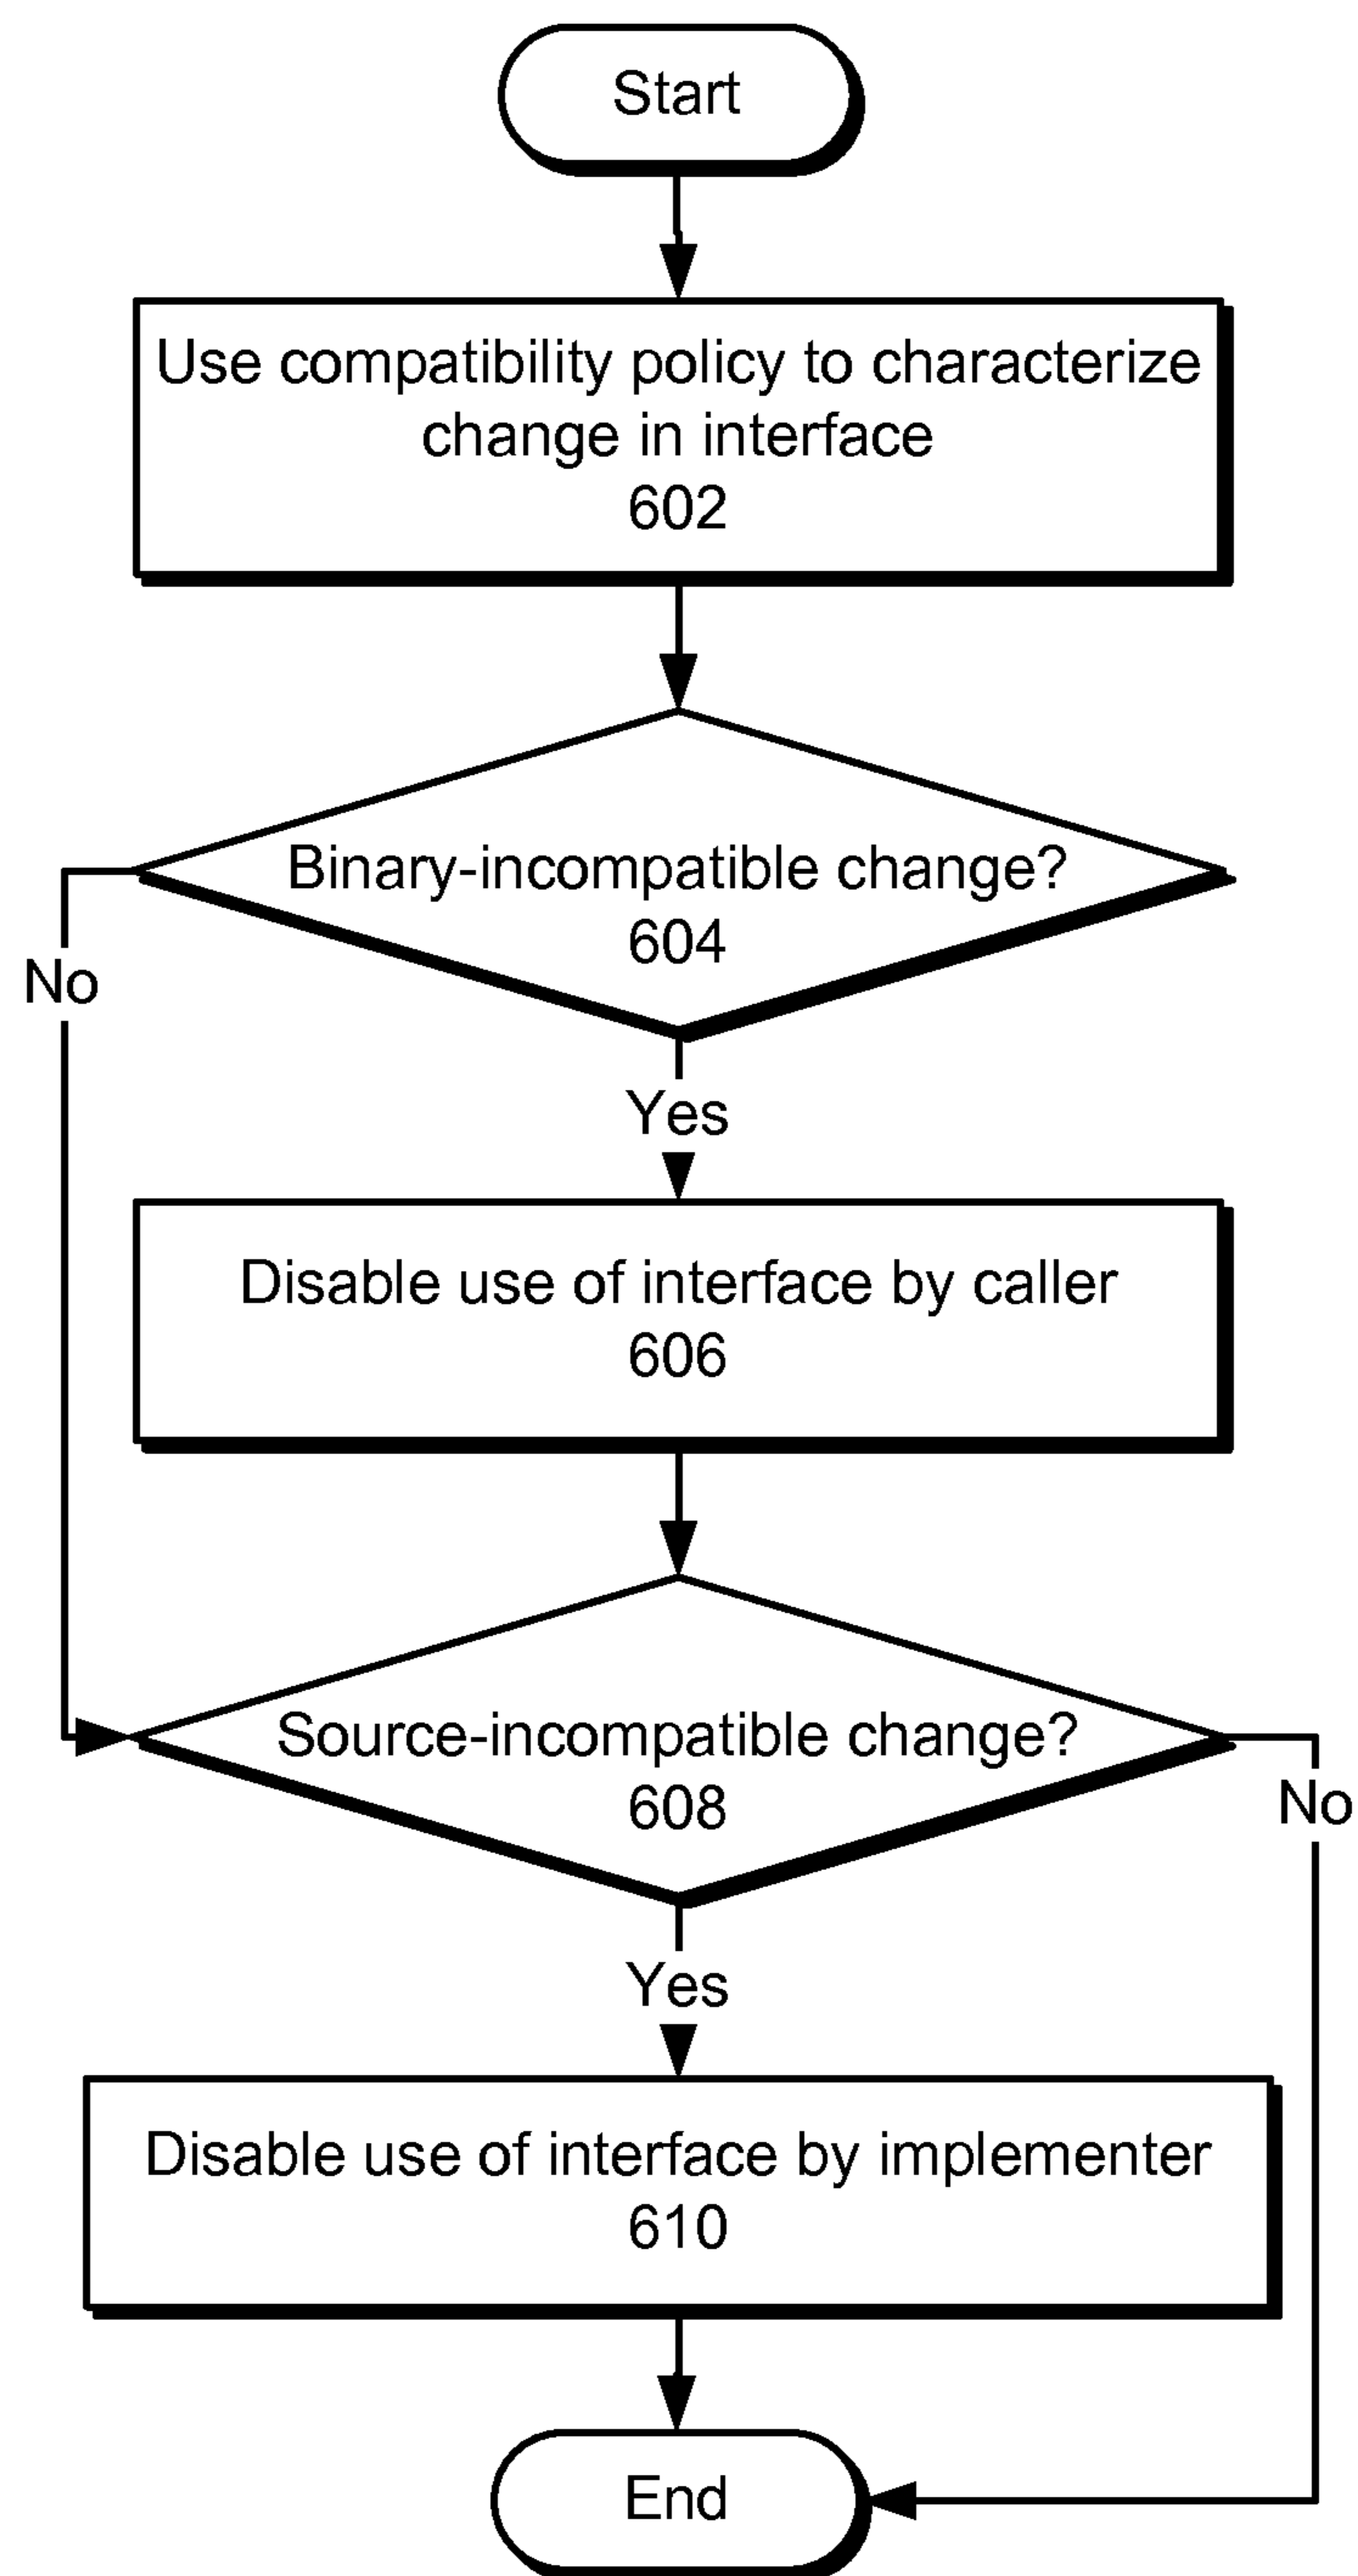 Start
Use compatibility policy to characterize
change in interface
602
Binary-incompatible change?
604
No
Yes
Disable use of interface by caller
606
Source-incompatible change?
608
No
Yes
Disable use of interface by implementer
610
End